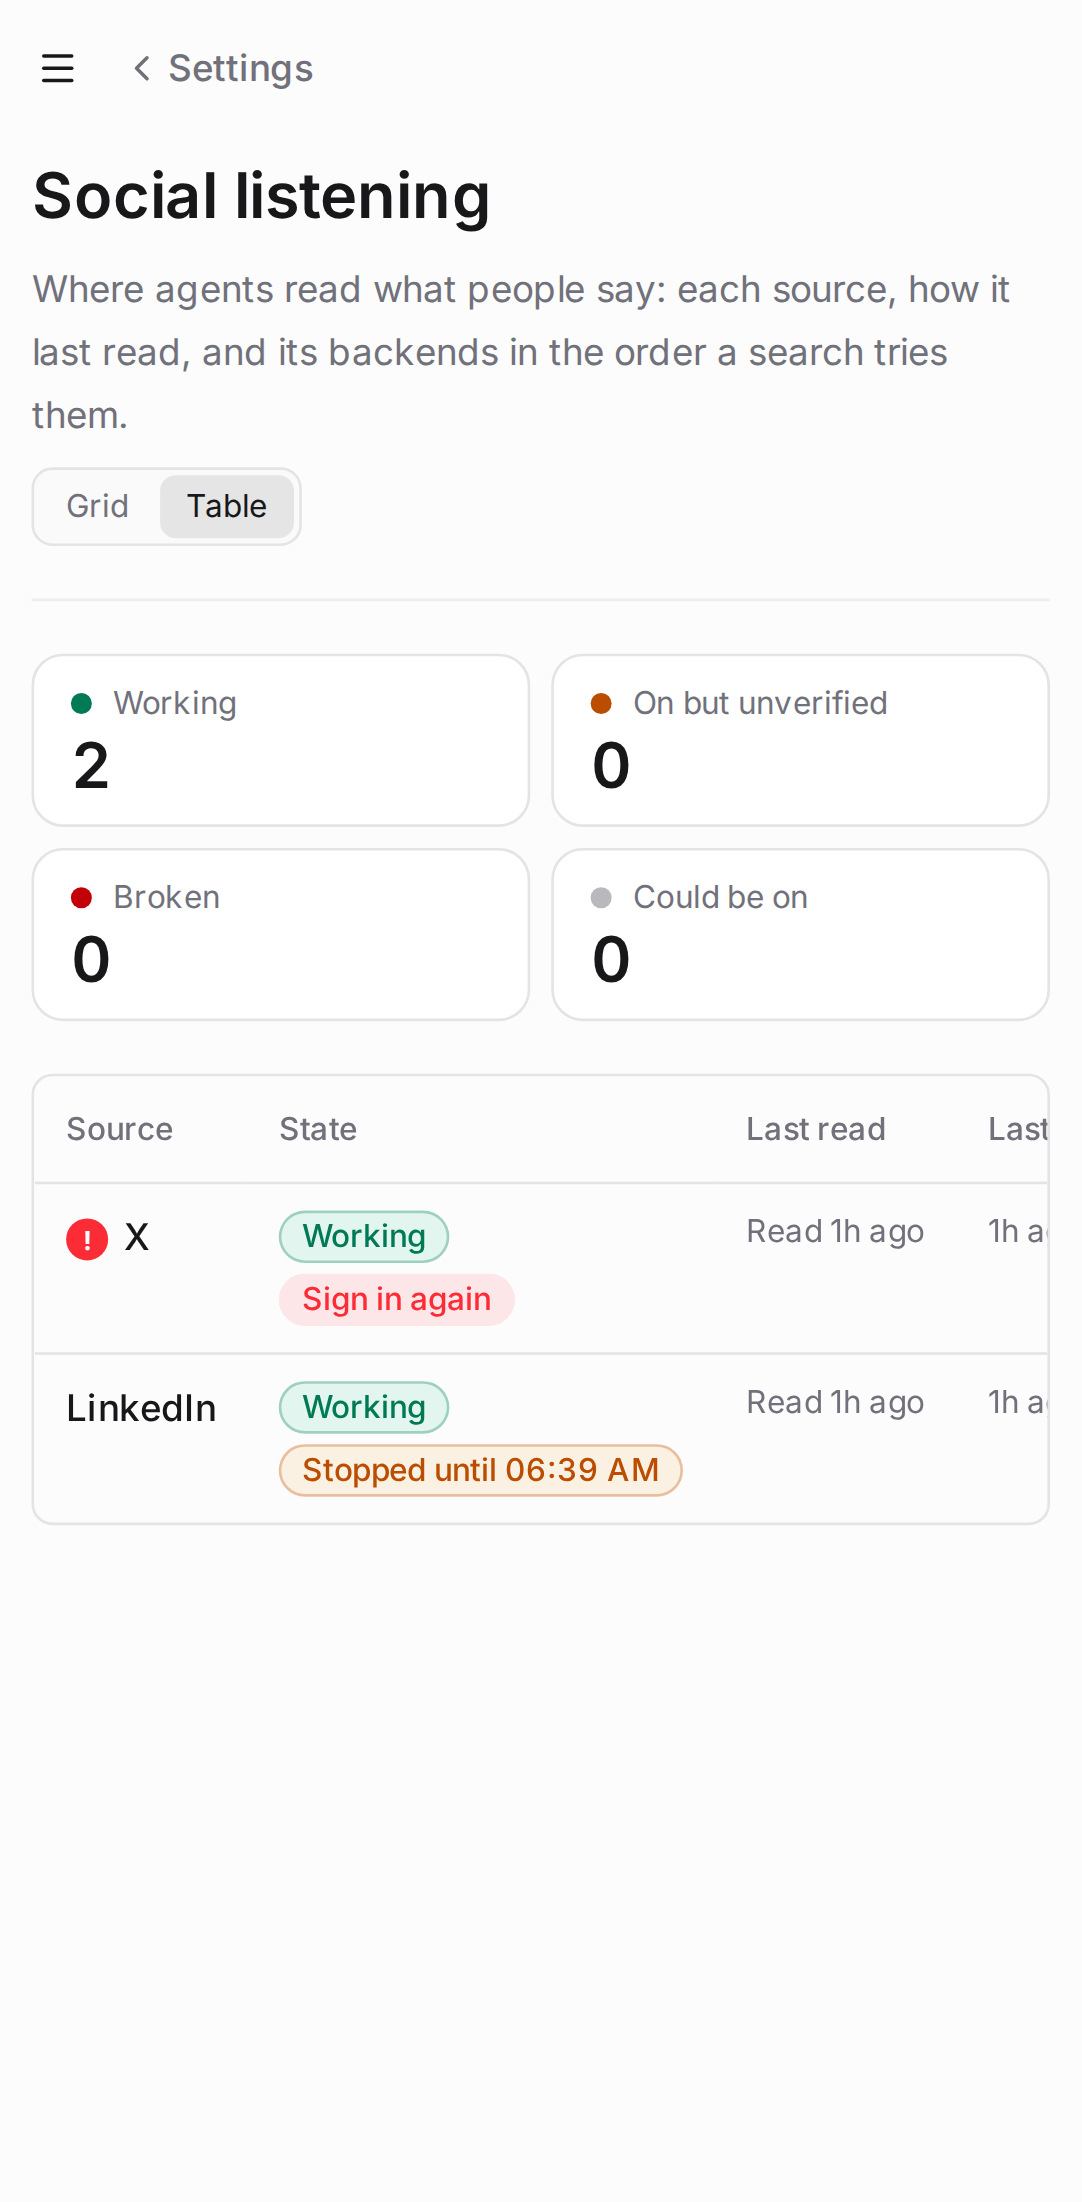 Settings
Social listening
Where agents read what people say: each source, how it
last read, and its backends in the order a search tries
them.
Grid Table
Working
2
On but unverified
0
Broken
0
Could be on
0
Source State Last read Last
! X Working Read 1h ago 1h
Sign in again
LinkedIn Working Read 1h ago 1h
Stopped until 06:39 AM